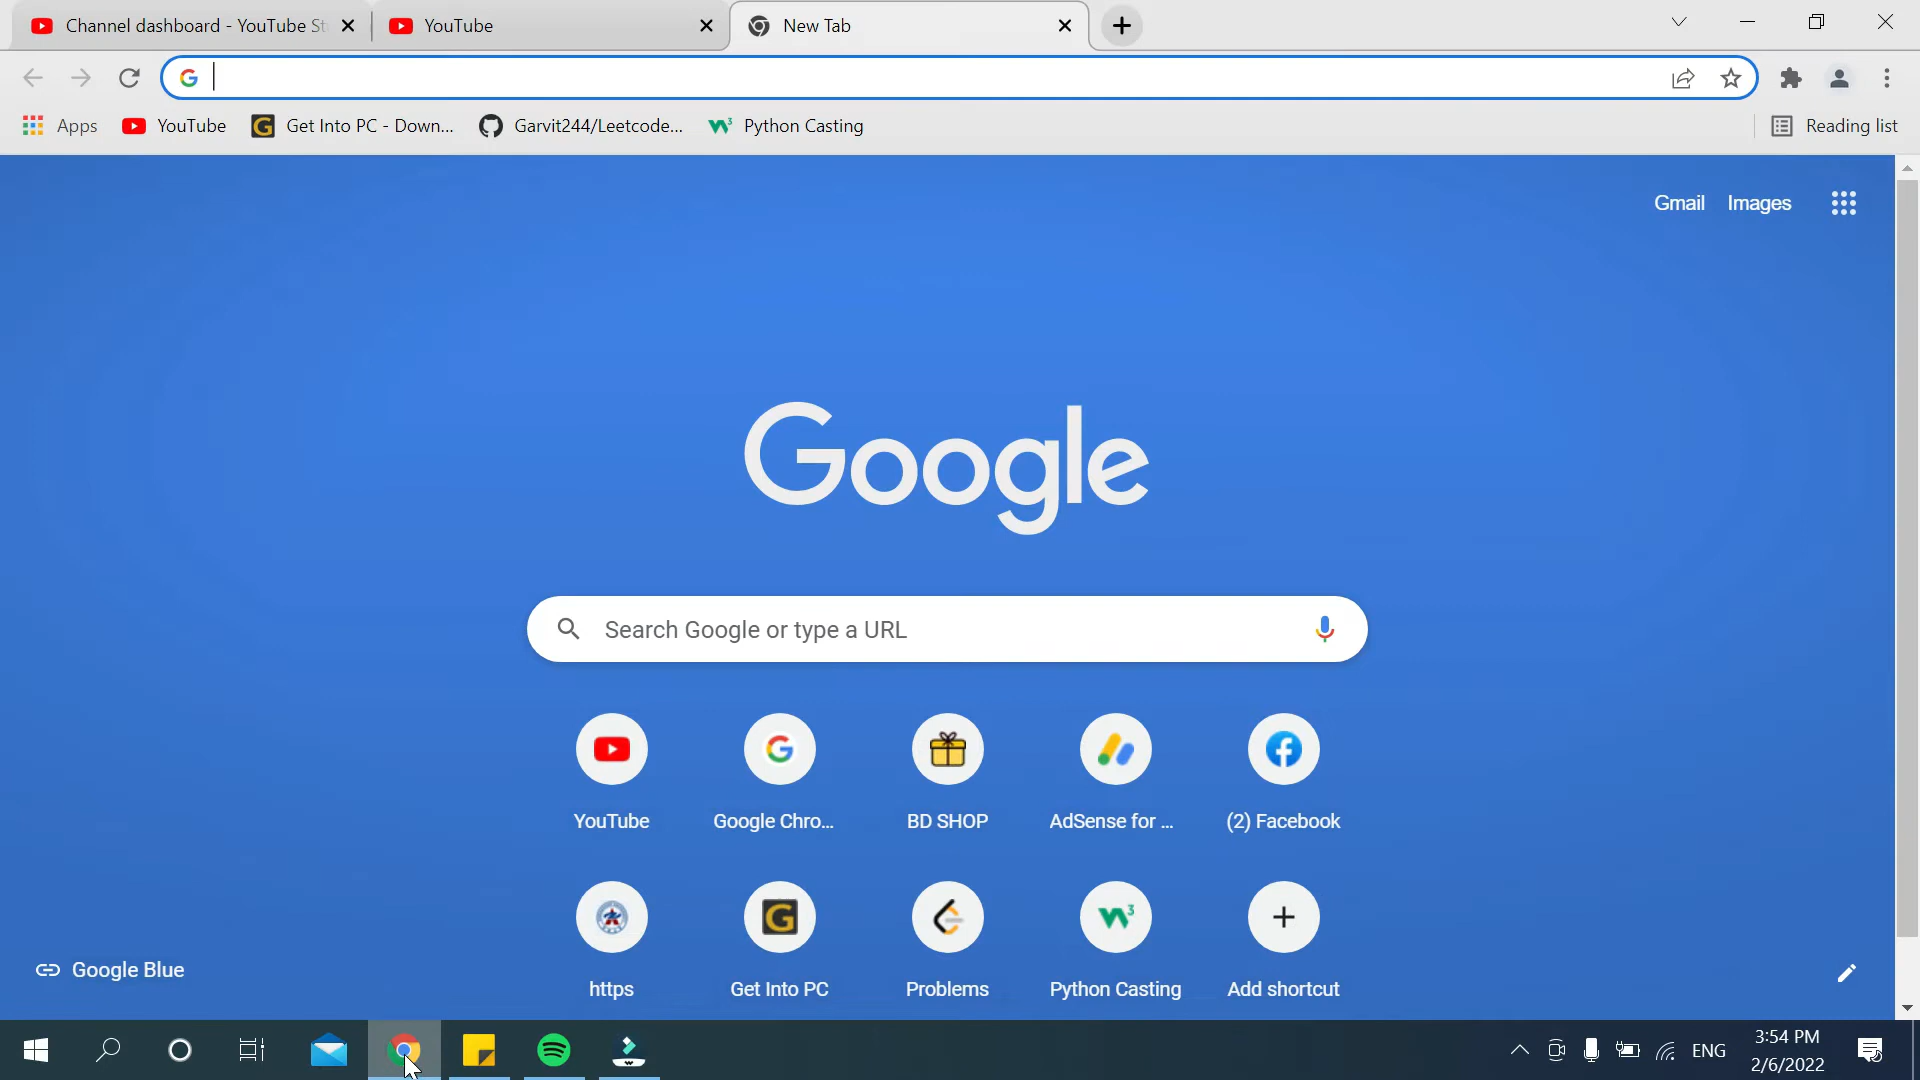 Channel dashboard - YouTube St
YouTube
New Tab
Apps
YouTube
Get Into PC - Down...
Garvit244/Leetcode...
Python Casting
Reading list
Gmail
Images
Google
Search Google or type a URL
YouTube
Google Chro...
BD SHOP
AdSense for ...
(2) Facebook
https
Get Into PC
Problems
Python Casting
Add shortcut
Google Blue
ENG
3:54 PM
2/6/2022